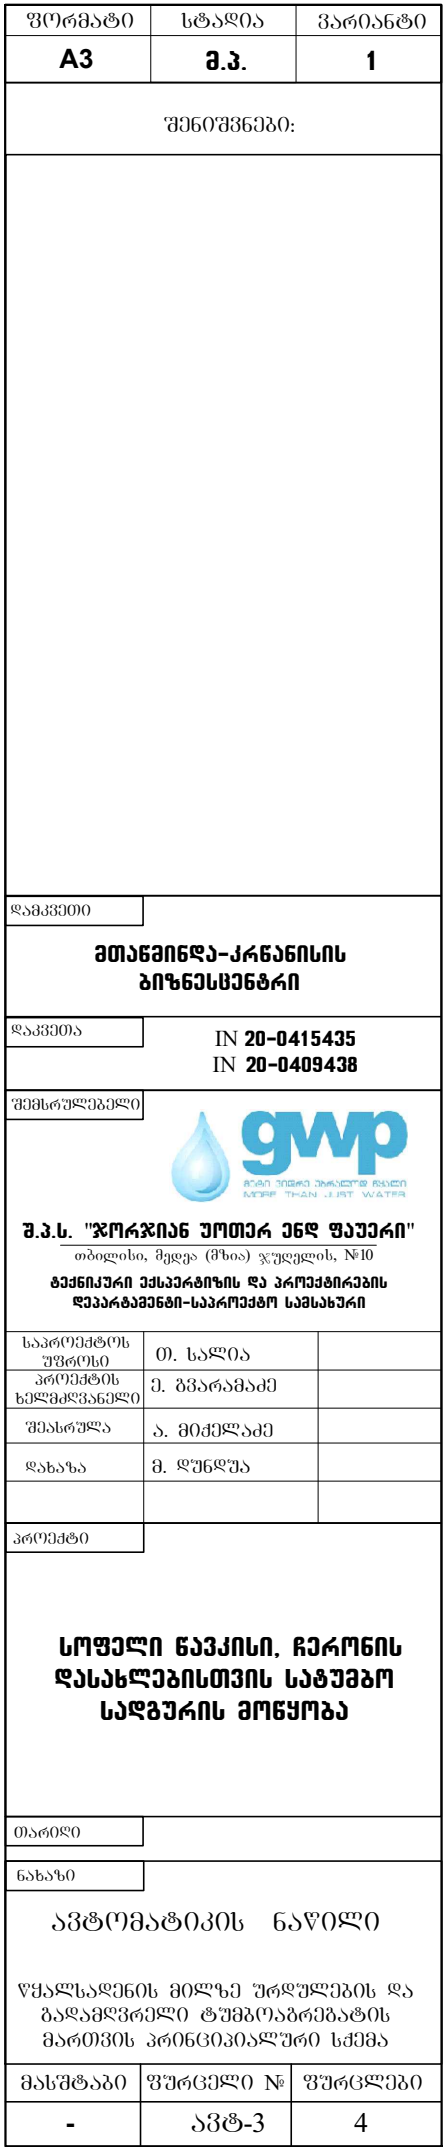 ფორმატი სტადია ვარიანტი
A3 მ.პ. 1
შენიშვნები:
დამკვეთი
მთაწმინდა-კრწანისის
ბიზნესცენტრი
დაკვეთა
IN 20-0415435
IN 20-0409438
შემსრულებელი
gwp
მეტი ვიდრე უბრალოდ წყალი
MORE THAN JUST WATER
შ.პ.ს. "ჯორჯიან უოთერ ენდ ფაუერი"
თბილისი, მედეა (მზია) ჯუღელის, №10
ტექნიკური ექსპერტიზის და პროექტირების
დეპარტამენტი-საპროექტო სამსახური
საპროექტოს
უფროსი
თ. სალია
პროექტის
ხელმძღვანელი
ე. გვარამაძე
შეასრულა ა. მიქელაძე
დახაზა მ. დუნდუა
პროექტი
სოფელი წავკისი, ჩერონის
დასახლებისთვის სატუმბო
სადგურის მოწყობა
თარიღი
ნახაზი
ავტომატიკის ნაწილი
წყალსადენის მილზე ურდულების და
გადამღვრელი ტუმბოაგრეგატის
მართვის პრინციპიალური სქემა
მასშტაბი ფურცელი № ფურცლები
- ავტ-3 4